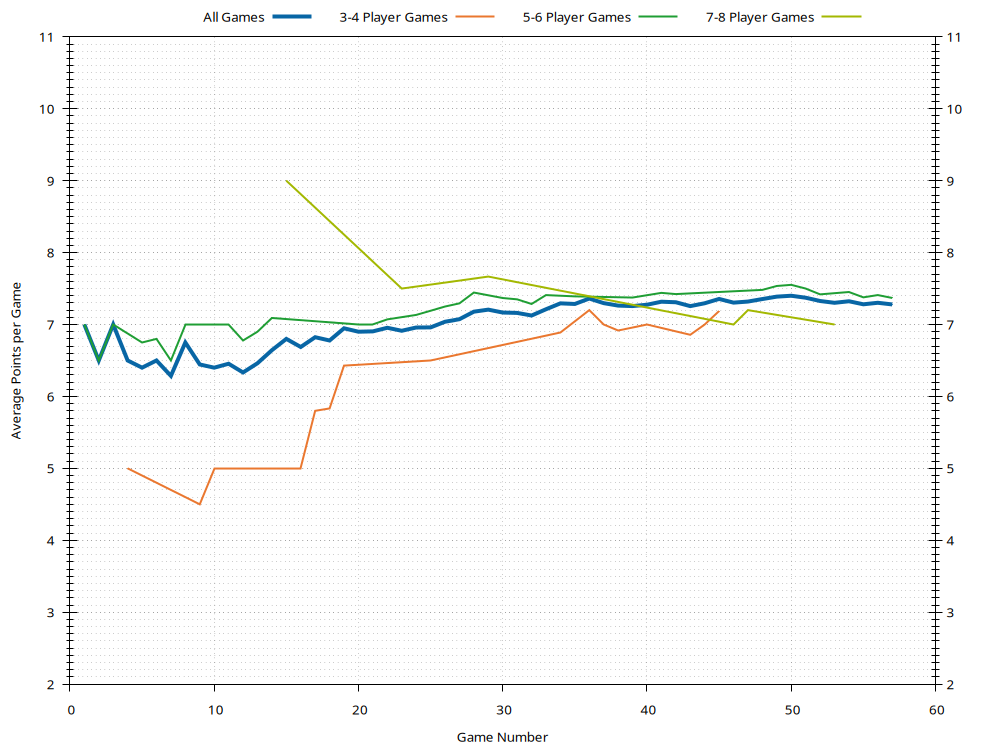 All Games 3-4 Player Games 5-6 Player Games 7-8 Player Games
11 11
10 10
9 9
8 8
7 7
6 6
5 5
4 4
3 3
2 2
Average Points per Game
0 10 20 30 40 50 60
Game Number